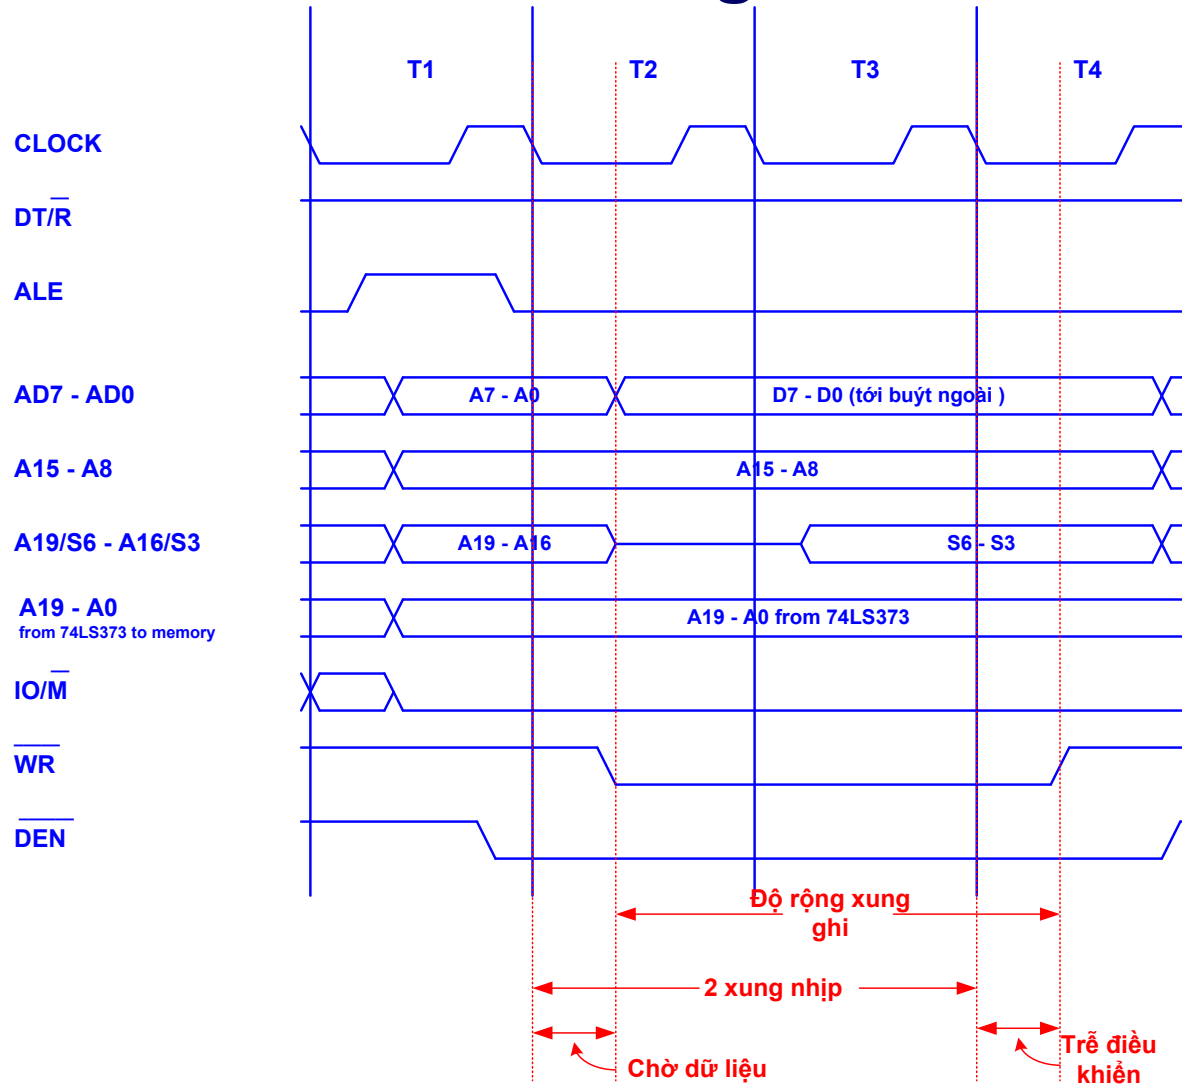 T1 T2 T3 T4
CLOCK
DT/R̅
ALE
AD7 - AD0 A7 - A0 D7 - D0 (tới buýt ngoài )
A15 - A8 A15 - A8
A19/S6 - A16/S3 A19 - A16 S6 - S3
A19 - A0
from 74LS373 to memory
A19 - A0 from 74LS373
IO/M̅
W̅R̅
D̅E̅N̅
Độ rộng xung
ghi
2 xung nhịp
Chờ dữ liệu
Trễ điều
khiển